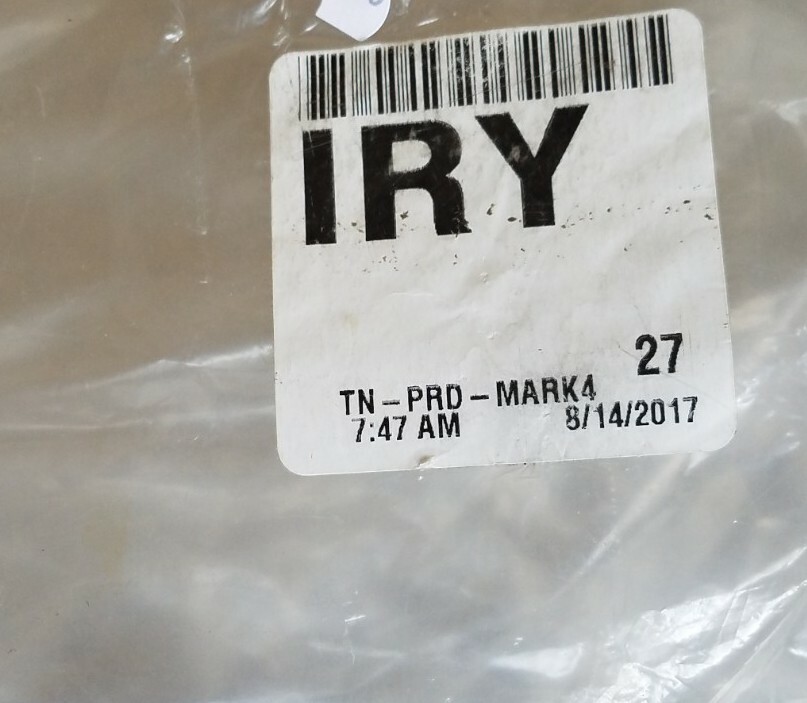 IRY
27
TN-PRD-MARK4
7:47 AM 8/14/2017